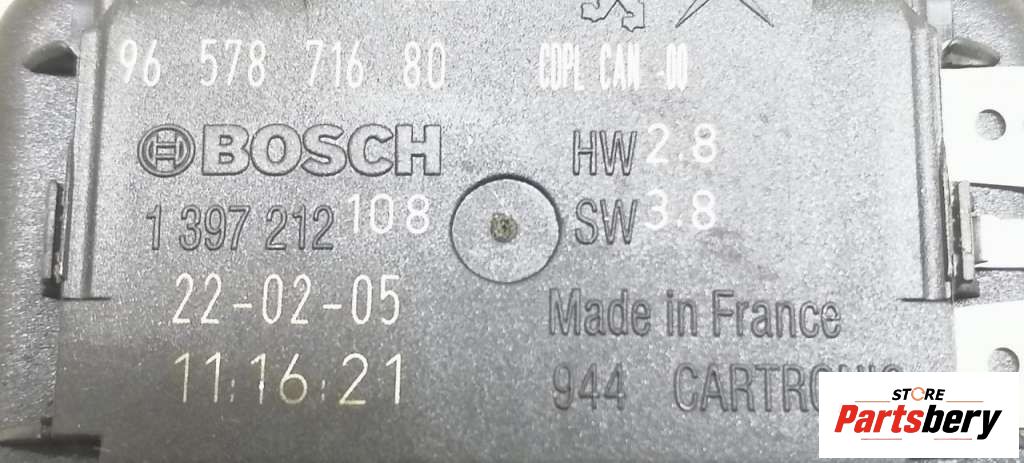 96 578 716 80
CDPL CAN -00
BOSCH
1 397 212 108
HW 2.8
SW 3.8
22-02-05
11:16:21
Made in France
944 CARTRONIC
STORE
Partsbery